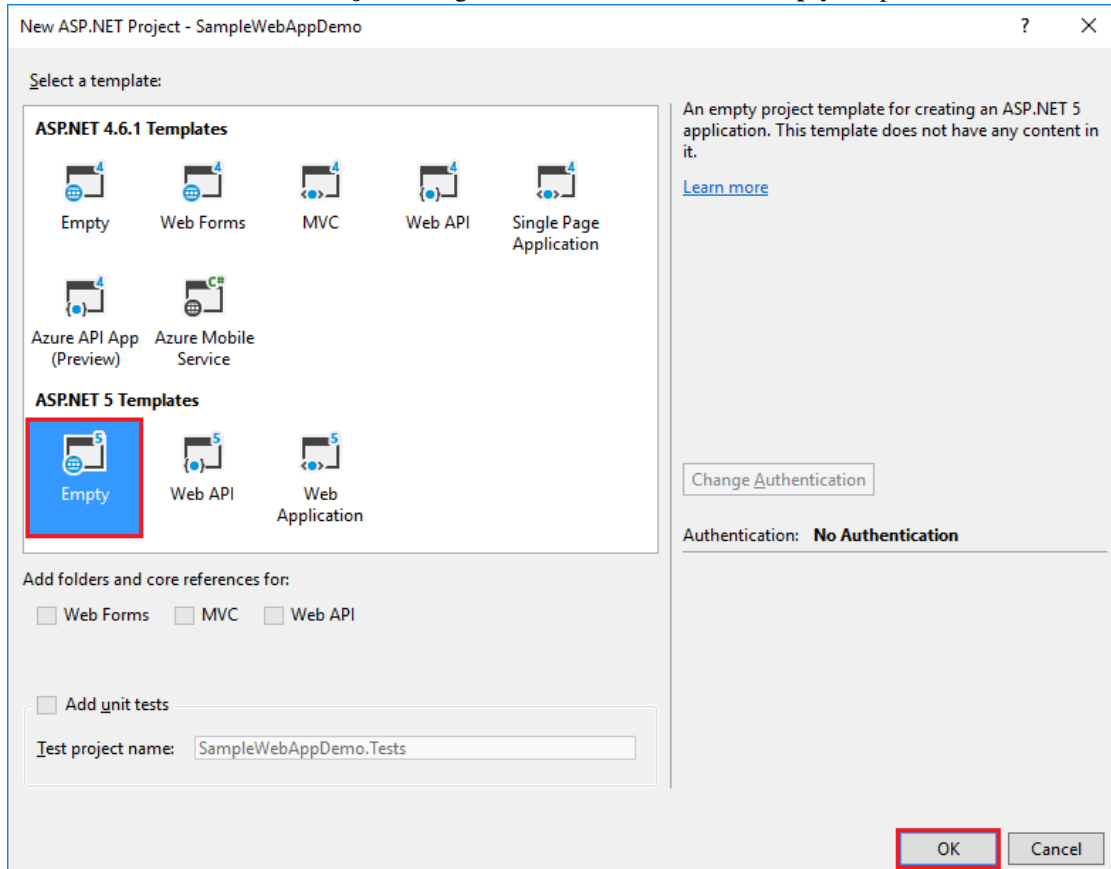 New ASP.NET Project - SampleWebAppDemo
?
Select a template:
ASP.NET 4.6.1 Templates
4 4 4 4 4
Empty Web Forms MVC Web API Single Page
Application
4 C#
Azure API App Azure Mobile
(Preview) Service
ASP.NET 5 Templates
5 5 5
Empty Web API Web
Application
An empty project template for creating an ASP.NET 5
application. This template does not have any content in
it.
Learn more
Change Authentication
Authentication: No Authentication
Add folders and core references for:
Web Forms MVC Web API
Add unit tests
Test project name: SampleWebAppDemo.Tests
OK Cancel